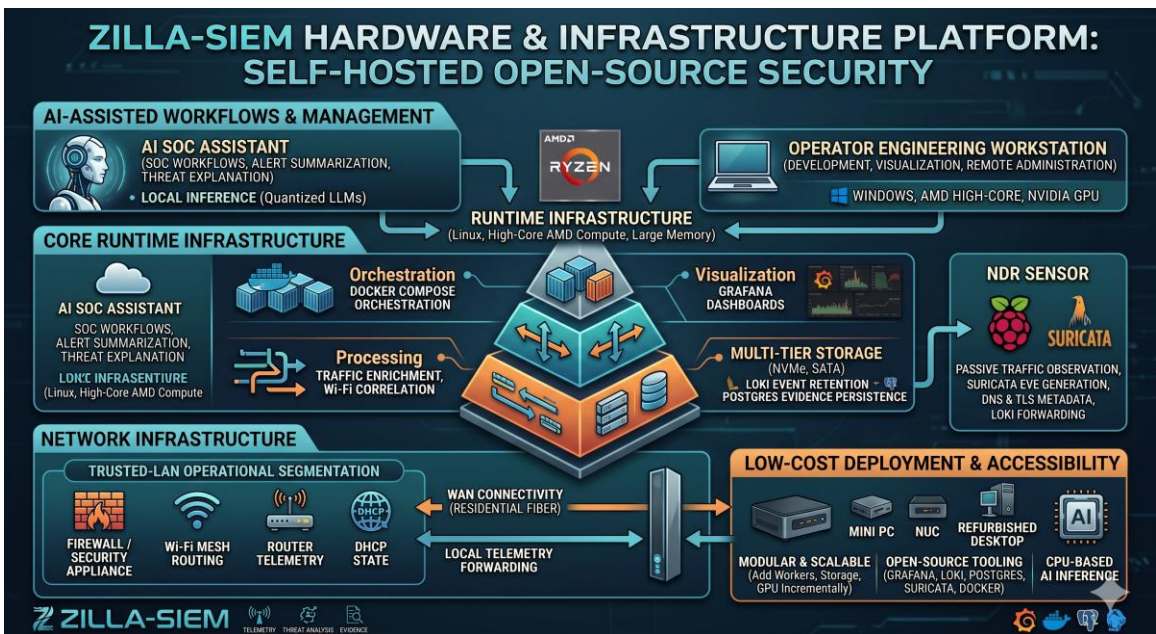 ZILLA-SIEM HARDWARE & INFRASTRUCTURE PLATFORM:
SELF-HOSTED OPEN-SOURCE SECURITY
AI-ASSISTED WORKFLOWS & MANAGEMENT
AI SOC ASSISTANT
(SOC WORKFLOWS, ALERT SUMMARIZATION,
THREAT EXPLANATION)
• LOCAL INFERENCE (Quantized LLMs)
AMD
RYZEN
OPERATOR ENGINEERING WORKSTATION
(DEVELOPMENT, VISUALIZATION, REMOTE ADMINISTRATION)
WINDOWS, AMD HIGH-CORE, NVIDIA GPU
RUNTIME INFRASTRUCTURE
(Linux, High-Core AMD Compute, Large Memory)
CORE RUNTIME INFRASTRUCTURE
AI SOC ASSISTANT
SOC WORKFLOWS,
ALERT SUMMARIZATION,
THREAT EXPLANATION
(Linux, High-Core AMD Compute
Orchestration
DOCKER COMPOSE
ORCHESTRATION
Visualization
GRAFANA
DASHBOARDS
Processing
TRAFFIC ENRICHMENT,
Wi-Fi CORRELATION
MULTI-TIER STORAGE
(NVMe, SATA)
LOKI EVENT RETENTION –
POSTGRES EVIDENCE PERSISTENCE
NDR SENSOR
SURICATA
PASSIVE TRAFFIC OBSERVATION,
SURICATA EVE GENERATION,
DNS & TLS METADATA,
LOKI FORWARDING
NETWORK INFRASTRUCTURE
TRUSTED-LAN OPERATIONAL SEGMENTATION
FIREWALL /
SECURITY
APPLIANCE
Wi-Fi MESH
ROUTING
ROUTER
TELEMETRY
DHCP
DHCP
STATE
WAN CONNECTIVITY
(RESIDENTIAL FIBER)
LOCAL TELEMETRY
FORWARDING
LOW-COST DEPLOYMENT & ACCESSIBILITY
MINI PC
NUC
REFURBISHED
DESKTOP
AI
MODULAR & SCALABLE
(Add Workers, Storage,
GPU Incrementally)
OPEN-SOURCE TOOLING
(GRAFANA, LOKI, POSTGRES,
SURICATA, DOCKER)
CPU-BASED
AI INFERENCE
ZILLA-SIEM
TELEMETRY
THREAT ANALYSIS
EVIDENCE